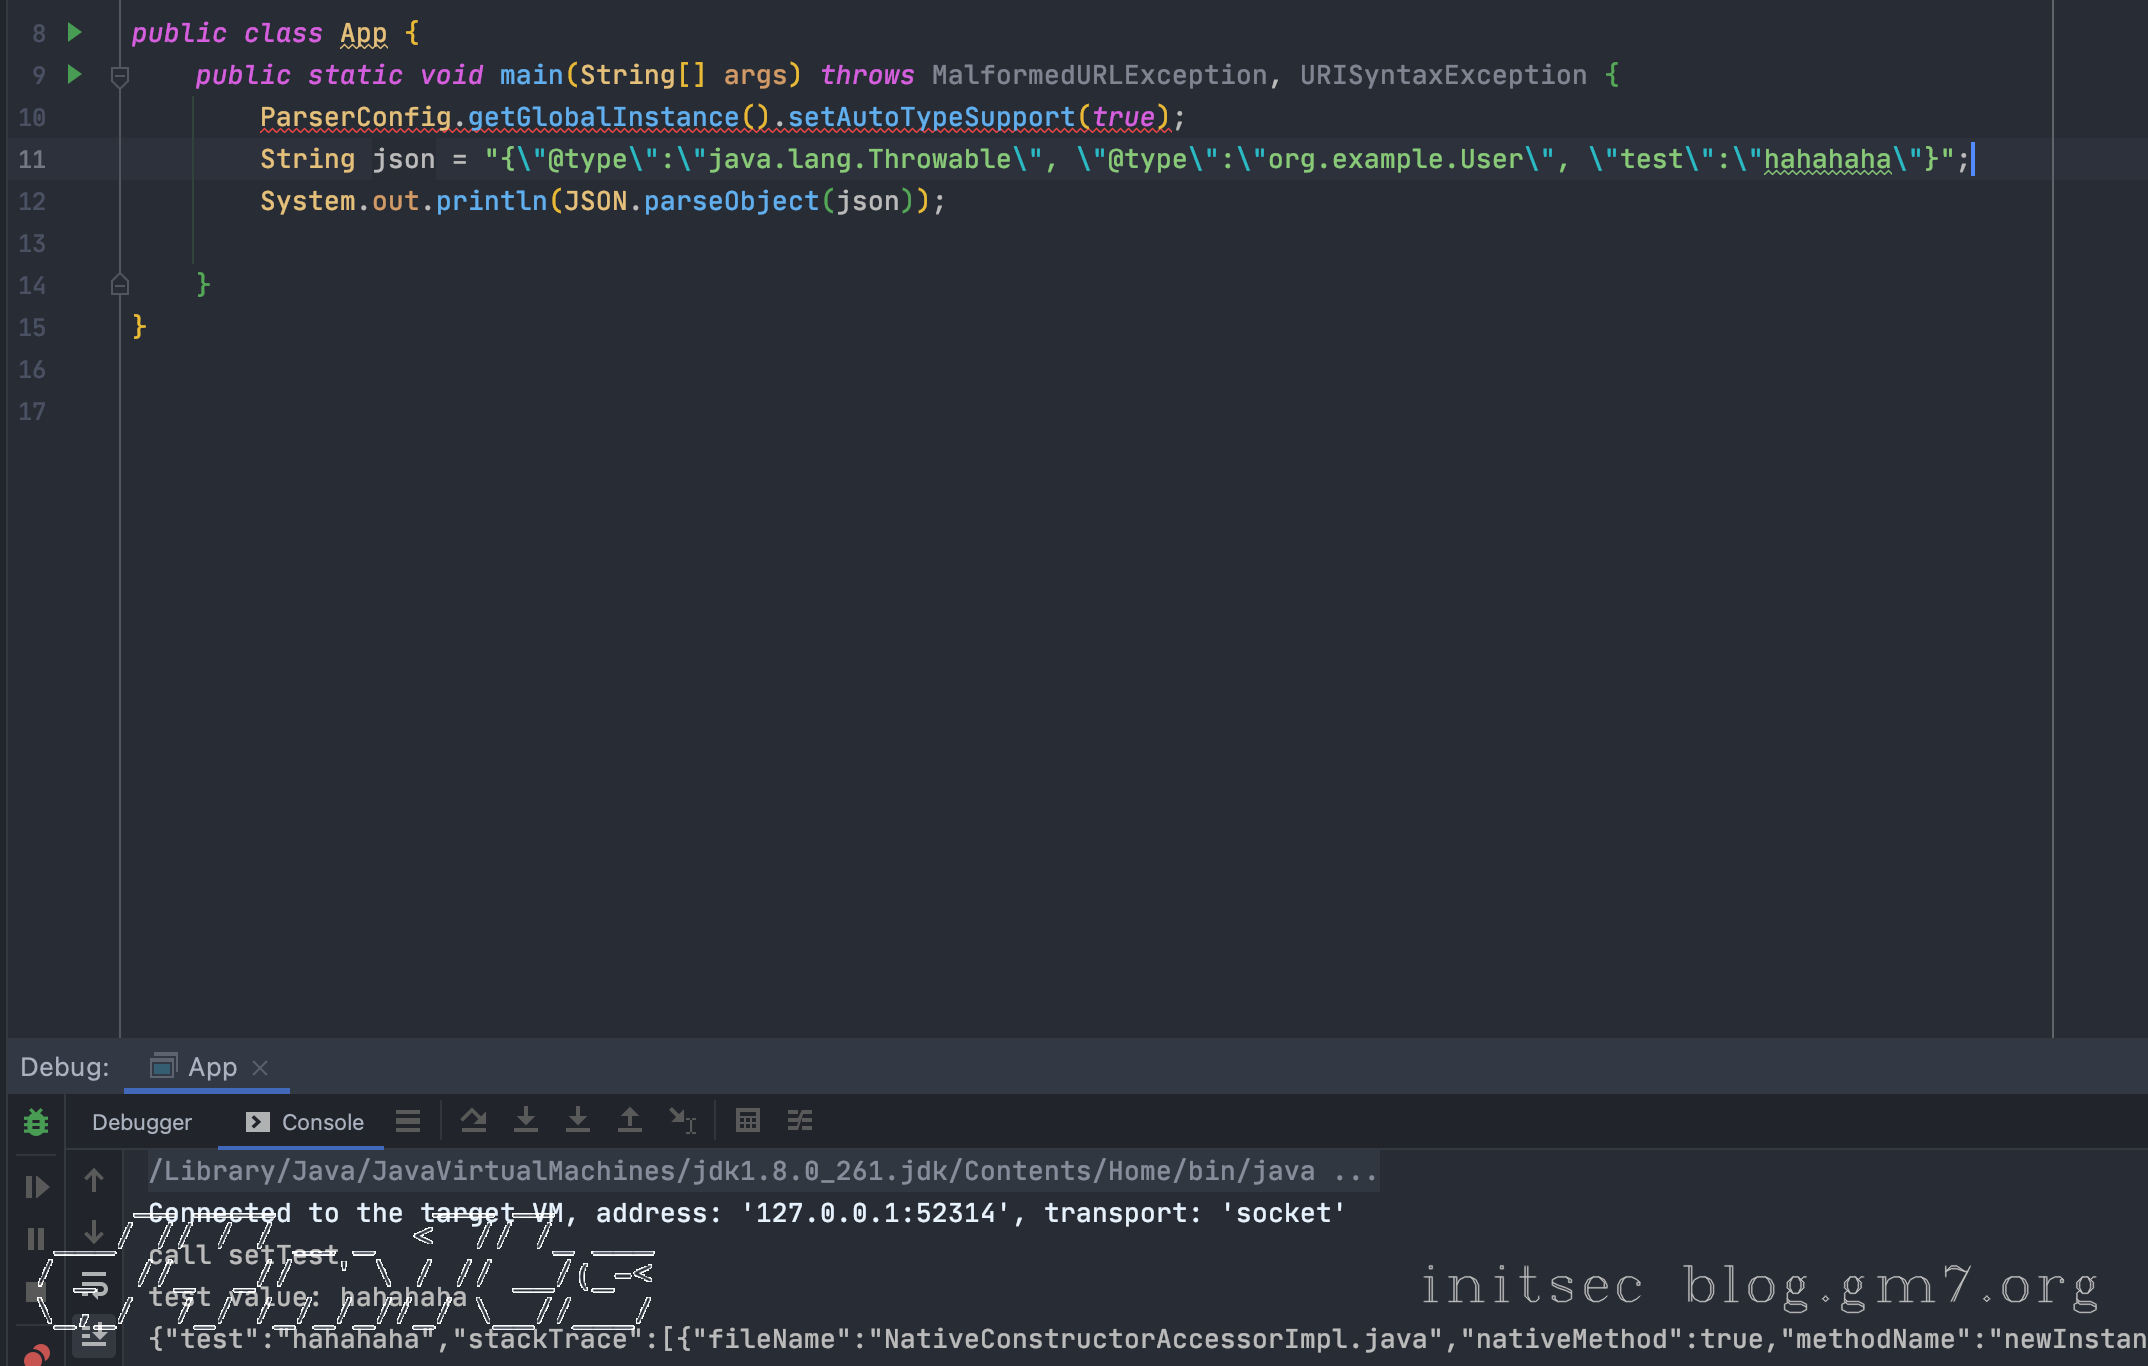 8 public class App {
9 public static void main(String[] args) throws MalformedURLException, URISyntaxException {
10 ParserConfig.getGlobalInstance().setAutoTypeSupport(true);
11 String json = "{\"@type\":\"java.lang.Throwable\", \"@type\":\"org.example.User\", \"test\":\"hahahaha\"}";
12 System.out.println(JSON.parseObject(json));
13
14 }
15 }
16
17
Debug: App
Debugger Console
/Library/Java/JavaVirtualMachines/jdk1.8.0_261.jdk/Contents/Home/bin/java ...
Connected to the target VM, address: '127.0.0.1:52314', transport: 'socket'
call setTest
test value: hahahaha
initsec blog.gm7.org
{"test":"hahahaha","stackTrace":[{"fileName":"NativeConstructorAccessorImpl.java","nativeMethod":true,"methodName":"newInstan